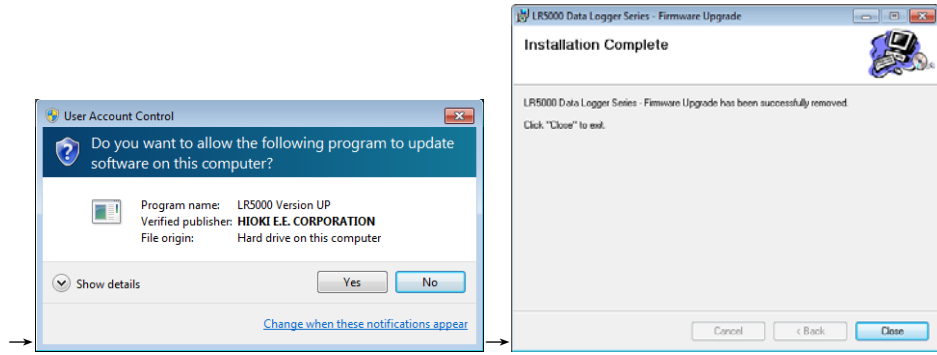 User Account Control
Do you want to allow the following program to update
software on this computer?
Program name: LR5000 Version UP
Verified publisher: HIOKI E.E. CORPORATION
File origin: Hard drive on this computer
Show details
Yes
No
Change when these notifications appear
LR5000 Data Logger Series - Firmware Upgrade
Installation Complete
LR5000 Data Logger Series - Firmware Upgrade has been successfully removed.
Click "Close" to exit.
Cancel
< Back
Close